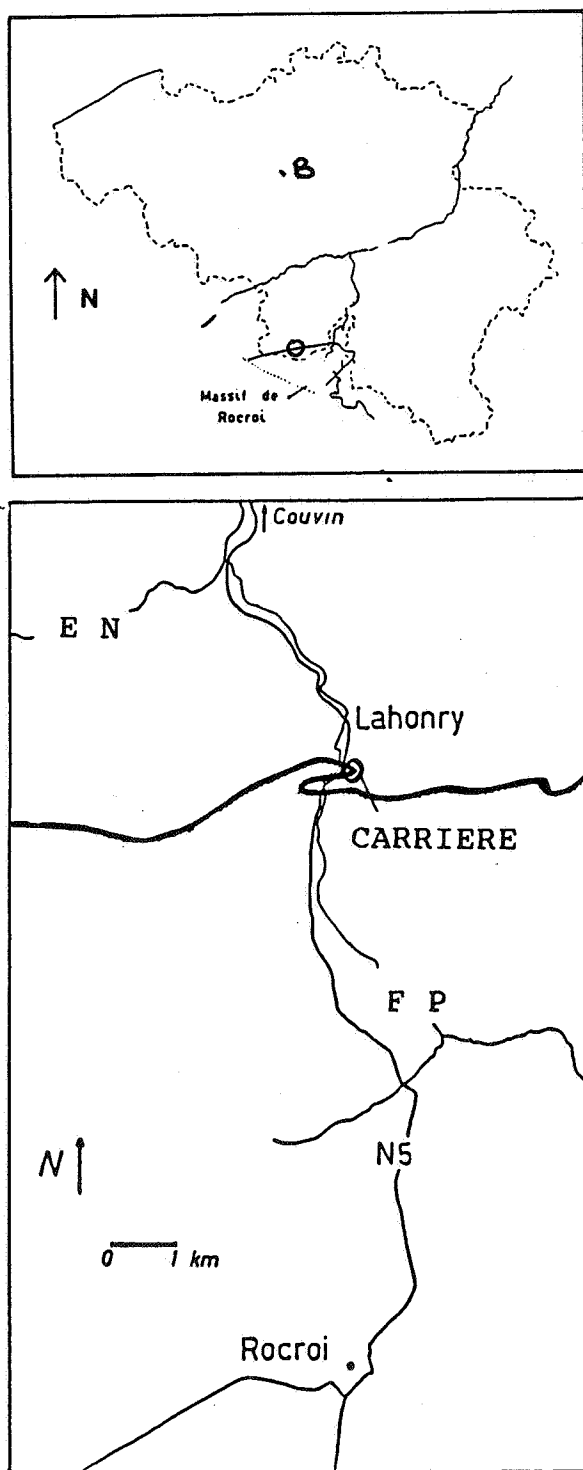 .B
N
Massif de
Rocroi
Couvin
E N
Lahonry
CARRIERE
F P
N
N5
0 1 km
Rocroi